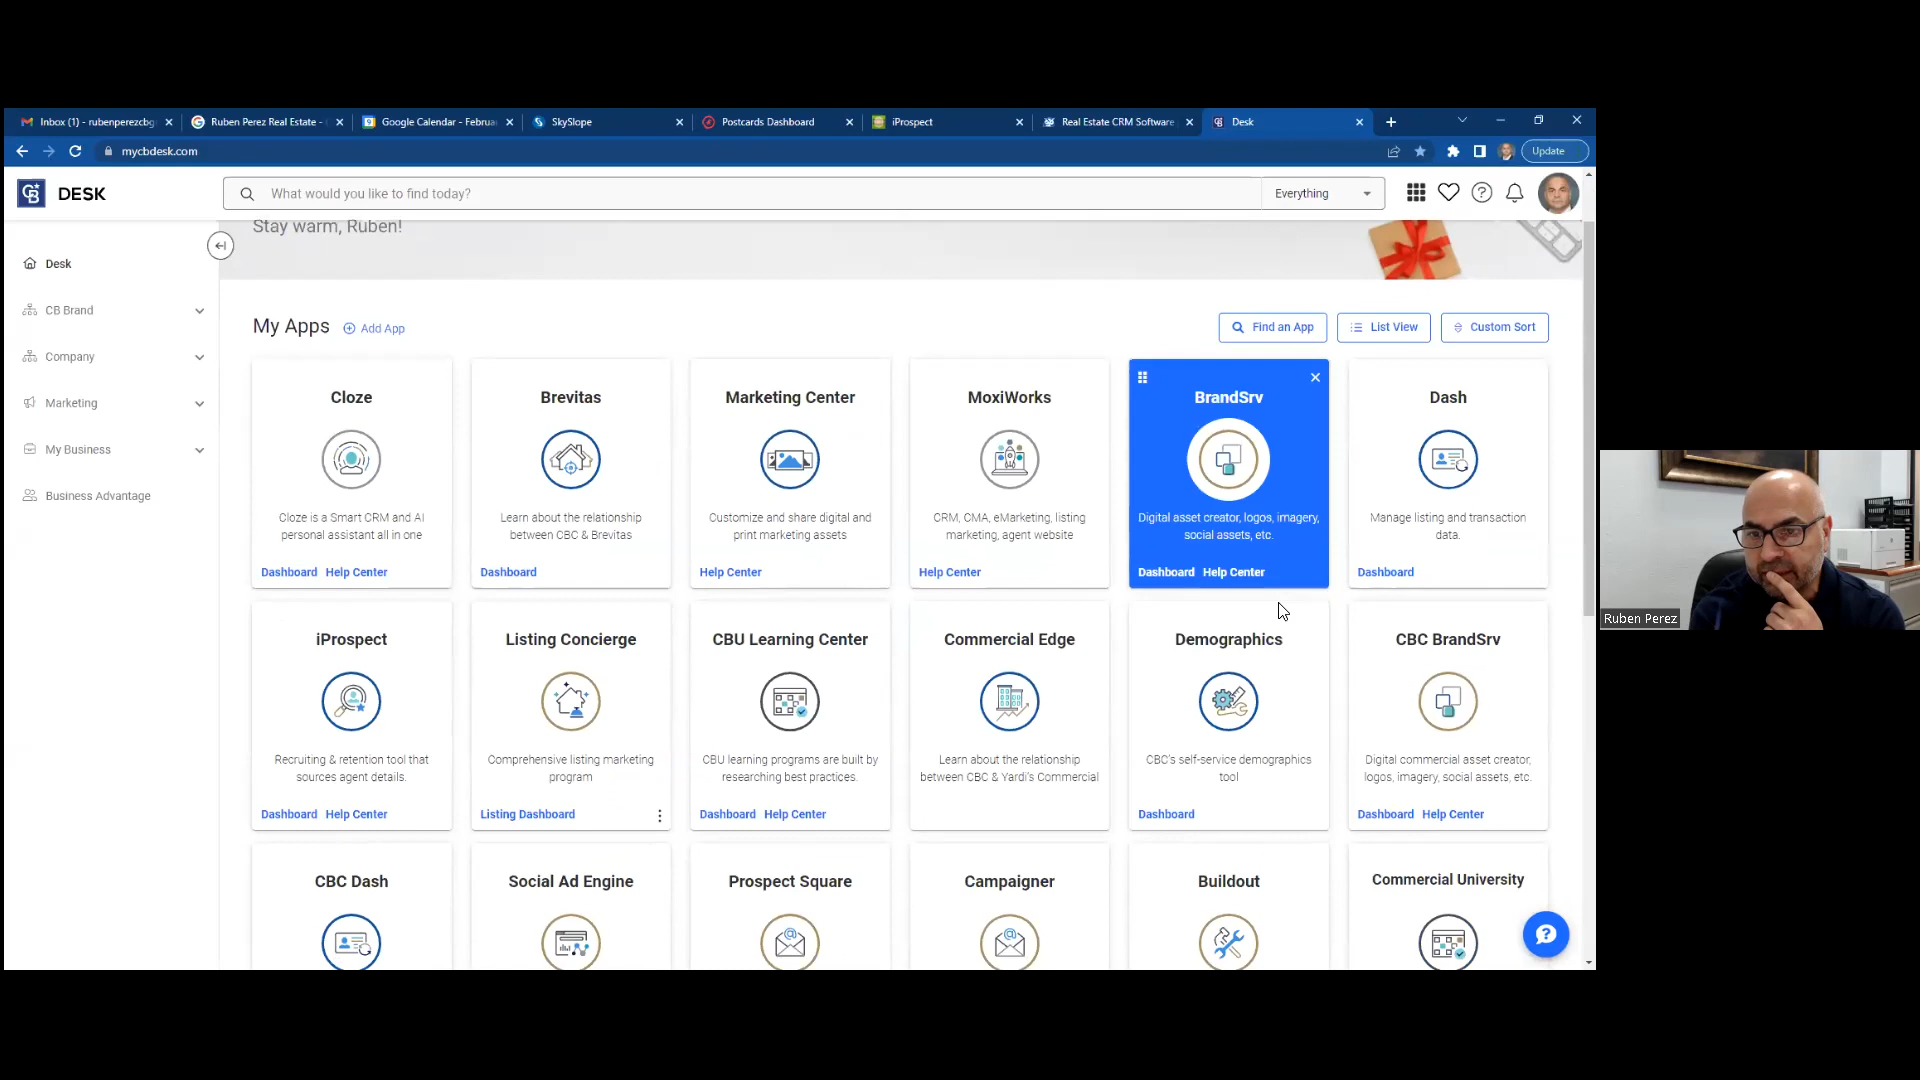 Inbox (1) - rubenperezcbg
Ruben Perez Real Estate -
Google Calendar - Februa
SkySlope
Postcards Dashboard
iProspect
Real Estate CRM Software
Desk
mycbdesk.com
Update
CB
DESK
What would you like to find today?
Everything
Stay warm, Ruben!
Desk
CB Brand
Company
Marketing
My Business
Business Advantage
My Apps
Add App
Find an App
List View
Custom Sort
Cloze
Cloze is a Smart CRM and AI
personal assistant all in one
Dashboard Help Center
Brevitas
Learn about the relationship
between CBC & Brevitas
Dashboard
Marketing Center
Customize and share digital and
print marketing assets
Help Center
MoxiWorks
CRM, CMA, eMarketing, listing
marketing, agent website
Help Center
BrandSrv
Digital asset creator, logos, imagery,
social assets, etc.
Dashboard Help Center
Dash
Manage listing and transaction
data.
Dashboard
iProspect
Recruiting & retention tool that
sources agent details.
Dashboard Help Center
Listing Concierge
Comprehensive listing marketing
program
Listing Dashboard
CBU Learning Center
CBU learning programs are built by
researching best practices.
Dashboard Help Center
Commercial Edge
Learn about the relationship
between CBC & Yardi's Commercial
Demographics
CBC's self-service demographics
tool
Dashboard
CBC BrandSrv
Digital commercial asset creator,
logos, imagery, social assets, etc.
Dashboard Help Center
CBC Dash
Social Ad Engine
Prospect Square
Campaigner
Buildout
Commercial University
Ruben Perez